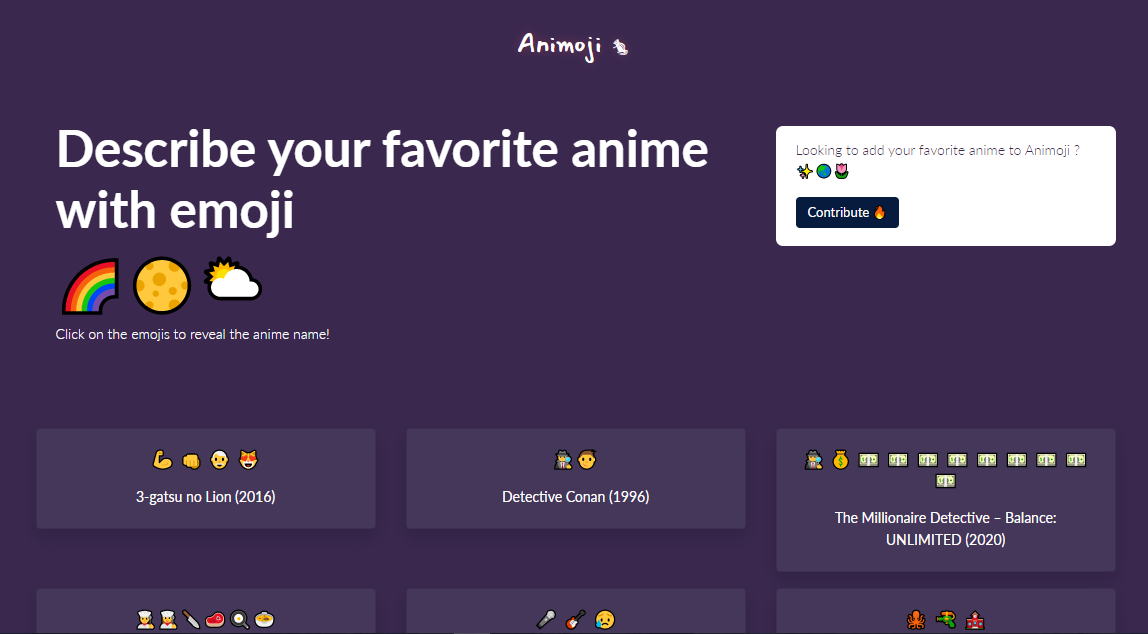 Animoji
Describe your favorite anime
with emoji
Looking to add your favorite anime to Animoji ?
Contribute
Click on the emojis to reveal the anime name!
3-gatsu no Lion (2016)
Detective Conan (1996)
The Millionaire Detective – Balance:
UNLIMITED (2020)